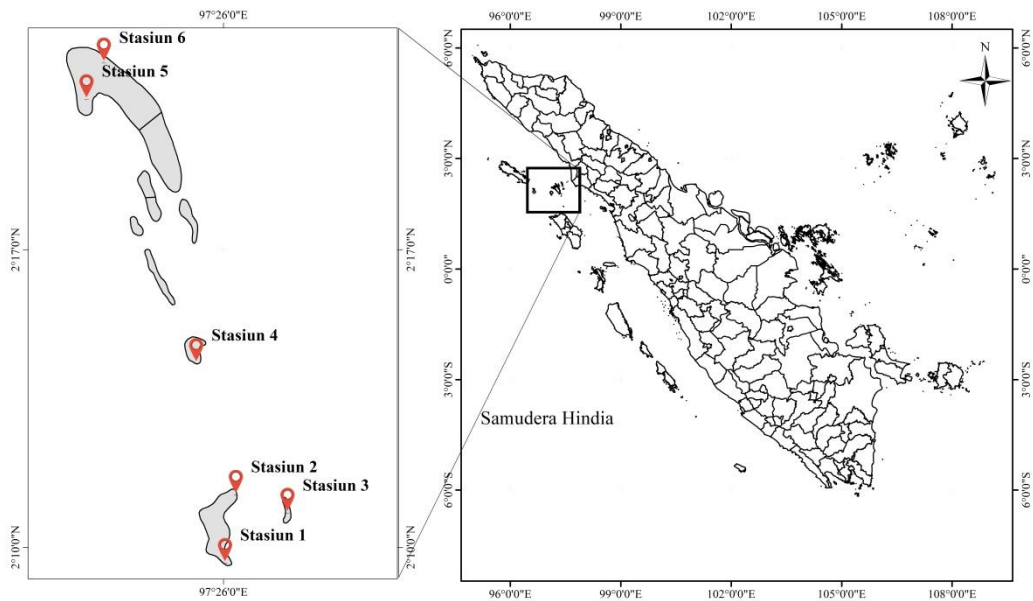 97°26'0"E
Stasiun 6
Stasiun 5
2°17'0"N
2°17'0"N
Stasiun 4
Stasiun 2
Stasiun 3
Stasiun 1
2°10'0"N
2°10'0"N
97°26'0"E
96°0'0"E
99°0'0"E
102°0'0"E
105°0'0"E
108°0'0"E
N
6°0'0"N
6°0'0"N
3°0'0"N
3°0'0"N
0°0'0"N
0°0'0"N
3°0'0"S
3°0'0"S
Samudera Hindia
6°0'0"S
6°0'0"S
96°0'0"E
99°0'0"E
102°0'0"E
105°0'0"E
108°0'0"E